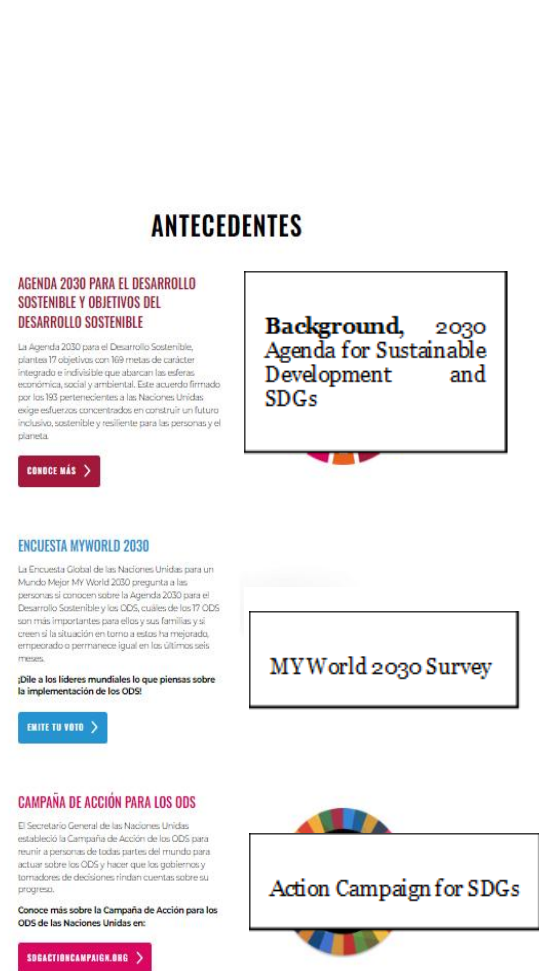 ANTECEDENTES
AGENDA 2030 PARA EL DESARROLLO
SOSTENIBLE Y OBJETIVOS DEL
DESARROLLO SOSTENIBLE
La Agenda 2030 para el Desarrollo Sostenible,
plantea 17 objetivos con 169 metas de carácter
integrado e indivisible que abarcan las esferas
económica, social y ambiental. Este acuerdo firmado
por los 193 pertenecientes a las Naciones Unidas
exige esfuerzos concentrados en construir un futuro
inclusivo, sostenible y resiliente para las personas y el
planeta.
CONOCE MÁS
Background, 2030
Agenda for Sustainable
Development and
SDGs
ENCUESTA MYWORLD 2030
La Encuesta Global de las Naciones Unidas para un
Mundo Mejor MY World 2030 pregunta a las
personas si conocen sobre la Agenda 2030 para el
Desarrollo Sostenible y los ODS, cuáles de los 17 ODS
son más importantes para ellos y sus familias y si
creen si la situación en torno a estos ha mejorado,
empeorado o permanece igual en los últimos seis
meses.
¡Dile a los líderes mundiales lo que piensas sobre
la implementación de los ODS!
EMITE TU VOTO
MYWorld 2030 Survey
CAMPAÑA DE ACCIÓN PARA LOS ODS
El Secretario General de las Naciones Unidas
estableció la Campaña de Acción de los ODS para
reunir a personas de todas partes del mundo para
actuar sobre los ODS y hacer que los gobiernos y
tomadores de decisiones rindan cuentas sobre su
progreso.
Conoce más sobre la Campaña de Acción para los
ODS de las Naciones Unidas en:
SDGACTIONCAMPAIGN.ORG
Action Campaign for SDGs